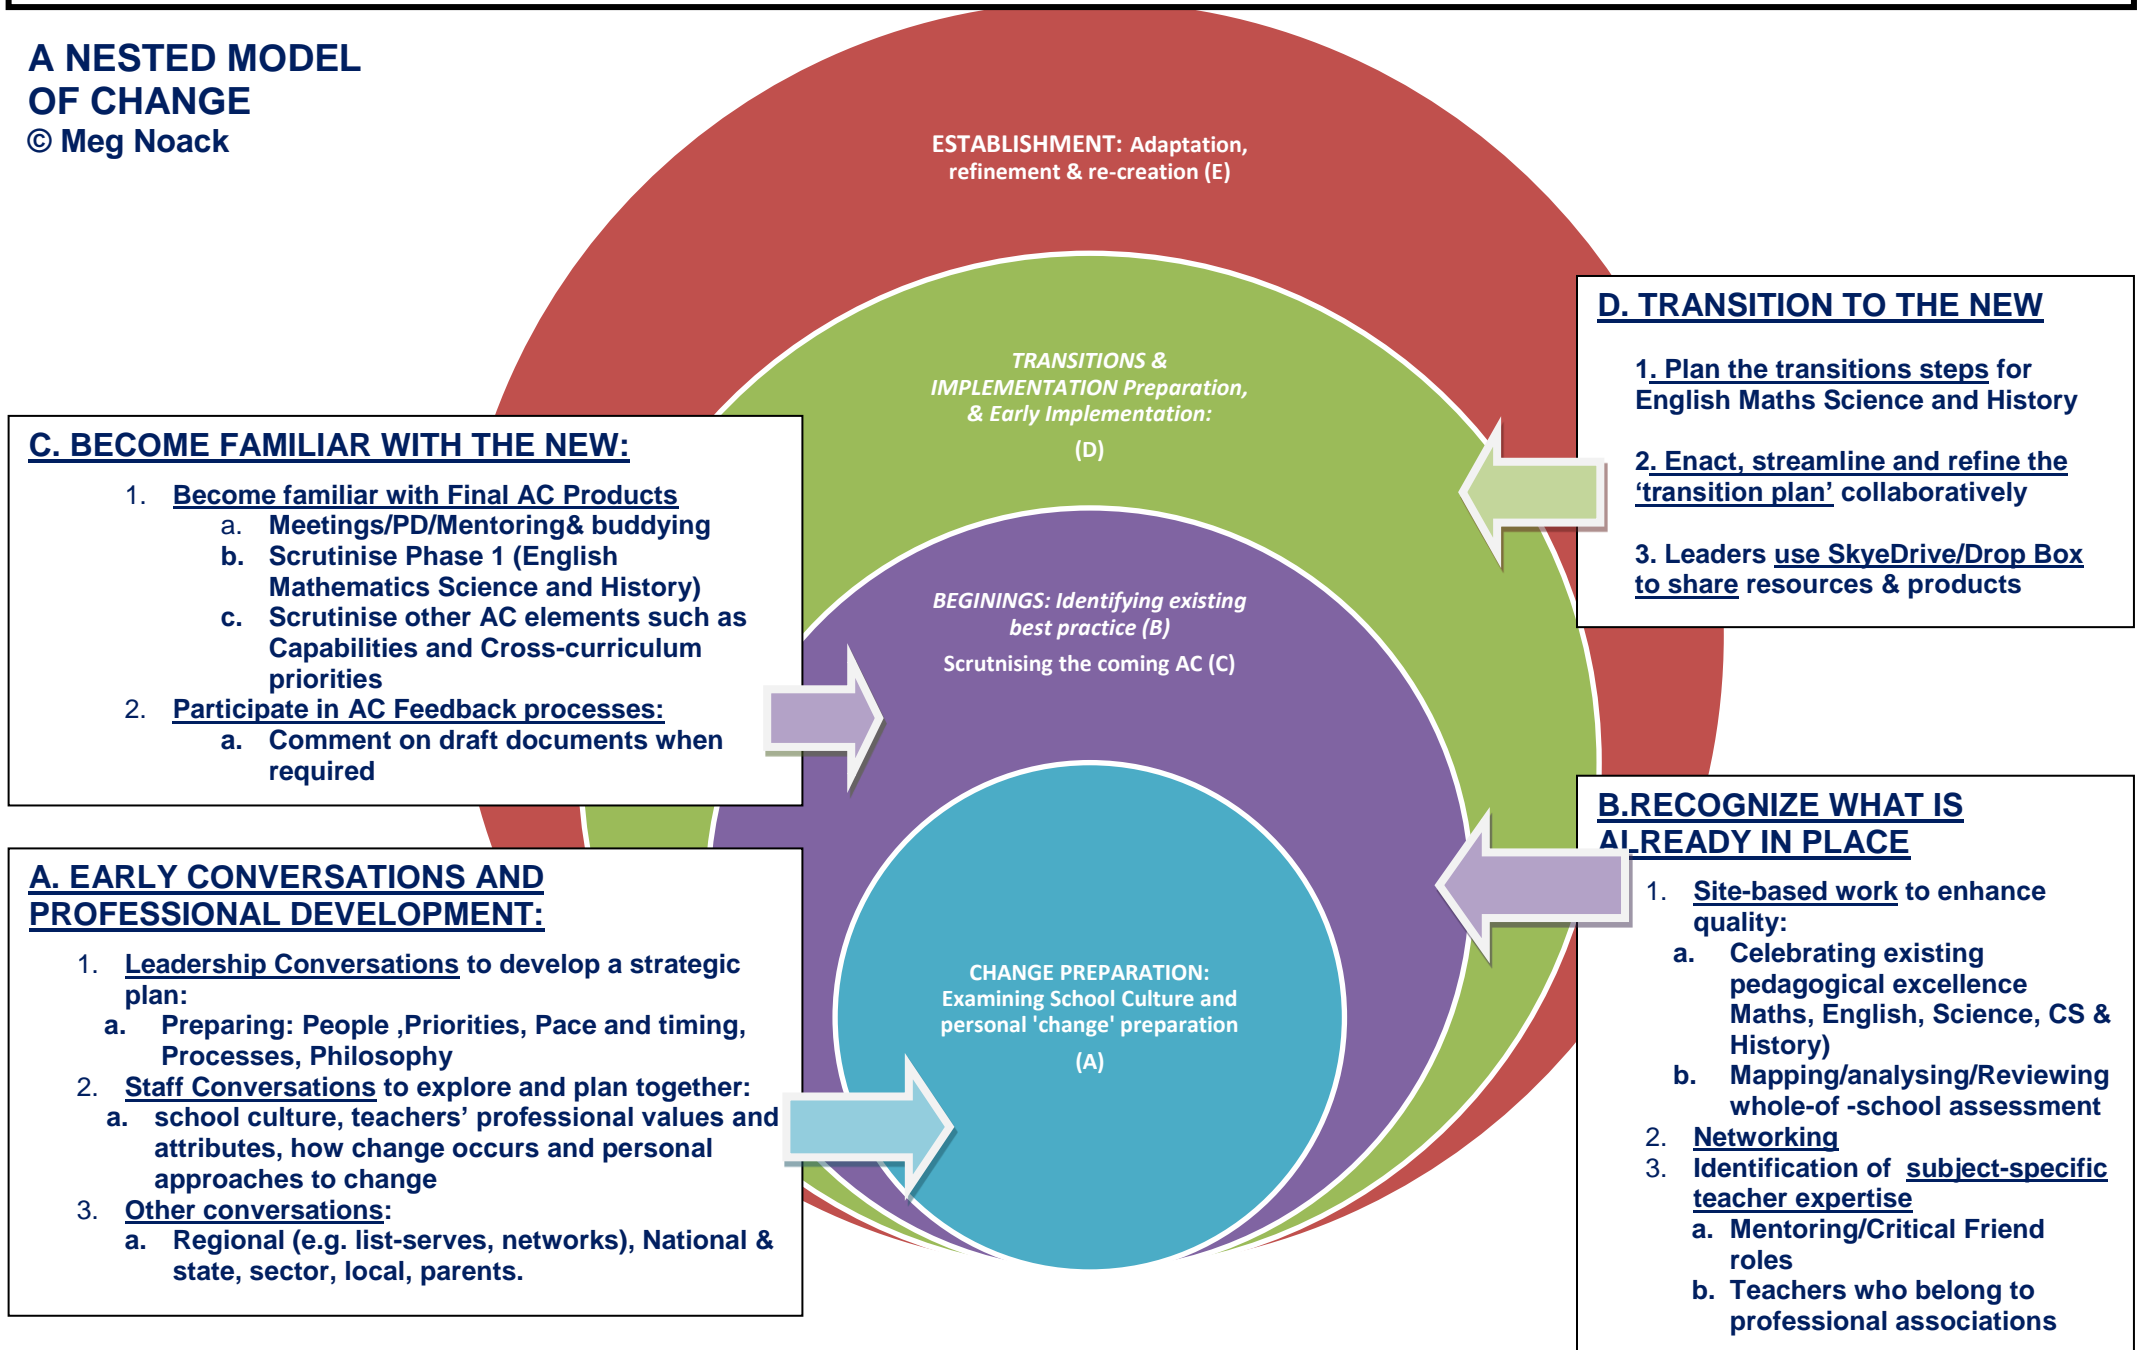 A NESTED MODEL
OF CHANGE
© Meg Noack
ESTABLISHMENT: Adaptation,
refinement & re-creation (E)
TRANSITIONS &
IMPLEMENTATION Preparation,
& Early Implementation:
(D)
BEGININGS: Identifying existing
best practice (B)
Scrutnising the coming AC (C)
CHANGE PREPARATION:
Examining School Culture and
personal 'change' preparation
(A)
C. BECOME FAMILIAR WITH THE NEW:
1. Become familiar with Final AC Products
a. Meetings/PD/Mentoring& buddying
b. Scrutinise Phase 1 (English
Mathematics Science and History)
c. Scrutinise other AC elements such as
Capabilities and Cross-curriculum
priorities
2. Participate in AC Feedback processes:
a. Comment on draft documents when
required
A. EARLY CONVERSATIONS AND
PROFESSIONAL DEVELOPMENT:
1. Leadership Conversations to develop a strategic
plan:
a. Preparing: People ,Priorities, Pace and timing,
Processes, Philosophy
2. Staff Conversations to explore and plan together:
a. school culture, teachers’ professional values and
attributes, how change occurs and personal
approaches to change
3. Other conversations:
a. Regional (e.g. list-serves, networks), National &
state, sector, local, parents.
D. TRANSITION TO THE NEW
1. Plan the transitions steps for
English Maths Science and History
2. Enact, streamline and refine the
‘transition plan’ collaboratively
3. Leaders use SkyeDrive/Drop Box
to share resources & products
B.RECOGNIZE WHAT IS
ALREADY IN PLACE
1. Site-based work to enhance
quality:
a. Celebrating existing
pedagogical excellence
Maths, English, Science, CS &
History)
b. Mapping/analysing/Reviewing
whole-of -school assessment
2. Networking
3. Identification of subject-specific
teacher expertise
a. Mentoring/Critical Friend
roles
b. Teachers who belong to
professional associations